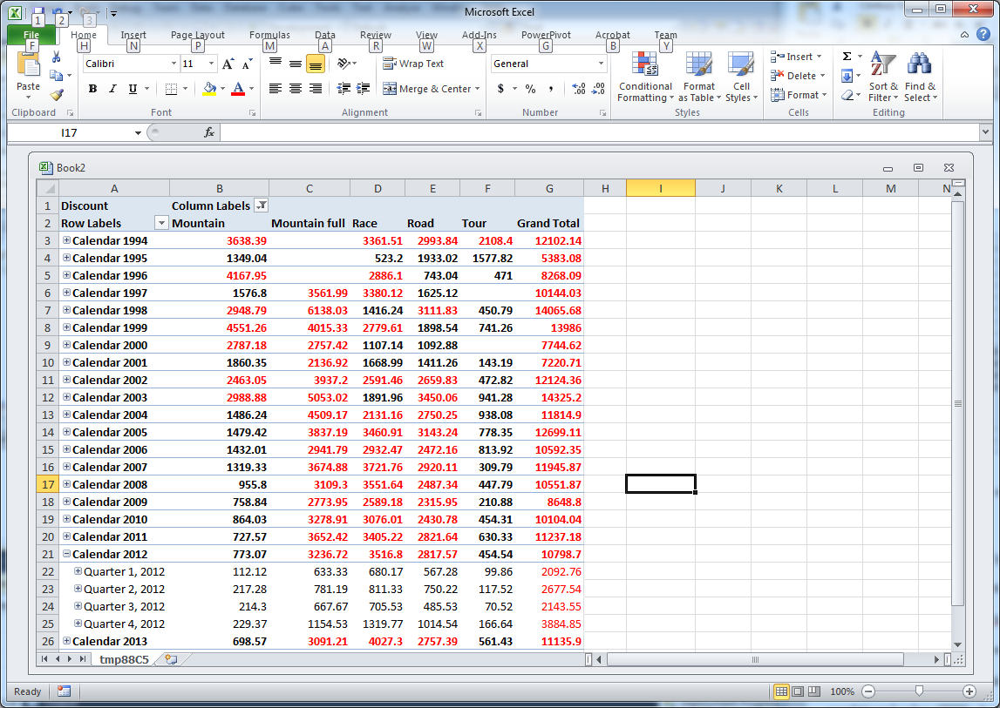 Microsoft Excel
1 2 3
File Home Insert Page Layout Formulas Data Review View Add-Ins PowerPivot Acrobat Team
F H N P M A R W X G B Y
Calibri 11 Wrap Text General Insert
Paste B I U Merge & Center $ % , Conditional Formatting Format as Table Cell Styles Delete Format Σ Sort & Filter Find & Select
Clipboard Font Alignment Number Styles Cells Editing
I17 fx
Book2
A B C D E F G H I J K L M N
1 Discount Column Labels
2 Row Labels Mountain Mountain full Race Road Tour Grand Total
3 Calendar 1994 3638.39 3361.51 2993.84 2108.4 12102.14
4 Calendar 1995 1349.04 523.2 1933.02 1577.82 5383.08
5 Calendar 1996 4167.95 2886.1 743.04 471 8268.09
6 Calendar 1997 1576.8 3561.99 3380.12 1625.12 10144.03
7 Calendar 1998 2948.79 6138.03 1416.24 3111.83 450.79 14065.68
8 Calendar 1999 4551.26 4015.33 2779.61 1898.54 741.26 13986
9 Calendar 2000 2787.18 2757.42 1107.14 1092.88 7744.62
10 Calendar 2001 1860.35 2136.92 1668.99 1411.26 143.19 7220.71
11 Calendar 2002 2463.05 3937.2 2591.46 2659.83 472.82 12124.36
12 Calendar 2003 2988.88 5053.02 1891.96 3450.06 941.28 14325.2
13 Calendar 2004 1486.24 4509.17 2131.16 2750.25 938.08 11814.9
14 Calendar 2005 1479.42 3837.19 3460.91 3143.24 778.35 12699.11
15 Calendar 2006 1432.01 2941.79 2932.47 2472.16 813.92 10592.35
16 Calendar 2007 1319.33 3674.88 3721.76 2920.11 309.79 11945.87
17 Calendar 2008 955.8 3109.3 3551.64 2487.34 447.79 10551.87
18 Calendar 2009 758.84 2773.95 2589.18 2315.95 210.88 8648.8
19 Calendar 2010 864.03 3278.91 3076.01 2430.78 454.31 10104.04
20 Calendar 2011 727.57 3652.42 3405.22 2821.64 630.33 11237.18
21 Calendar 2012 773.07 3236.72 3516.8 2817.57 454.54 10798.7
22 Quarter 1, 2012 112.12 633.33 680.17 567.28 99.86 2092.76
23 Quarter 2, 2012 217.28 781.19 811.33 750.22 117.52 2677.54
24 Quarter 3, 2012 214.3 667.67 705.53 485.53 70.52 2143.55
25 Quarter 4, 2012 229.37 1154.53 1319.77 1014.54 166.64 3884.85
26 Calendar 2013 698.57 3091.21 4027.3 2757.39 561.43 11135.9
tmp88C5
Ready 100%